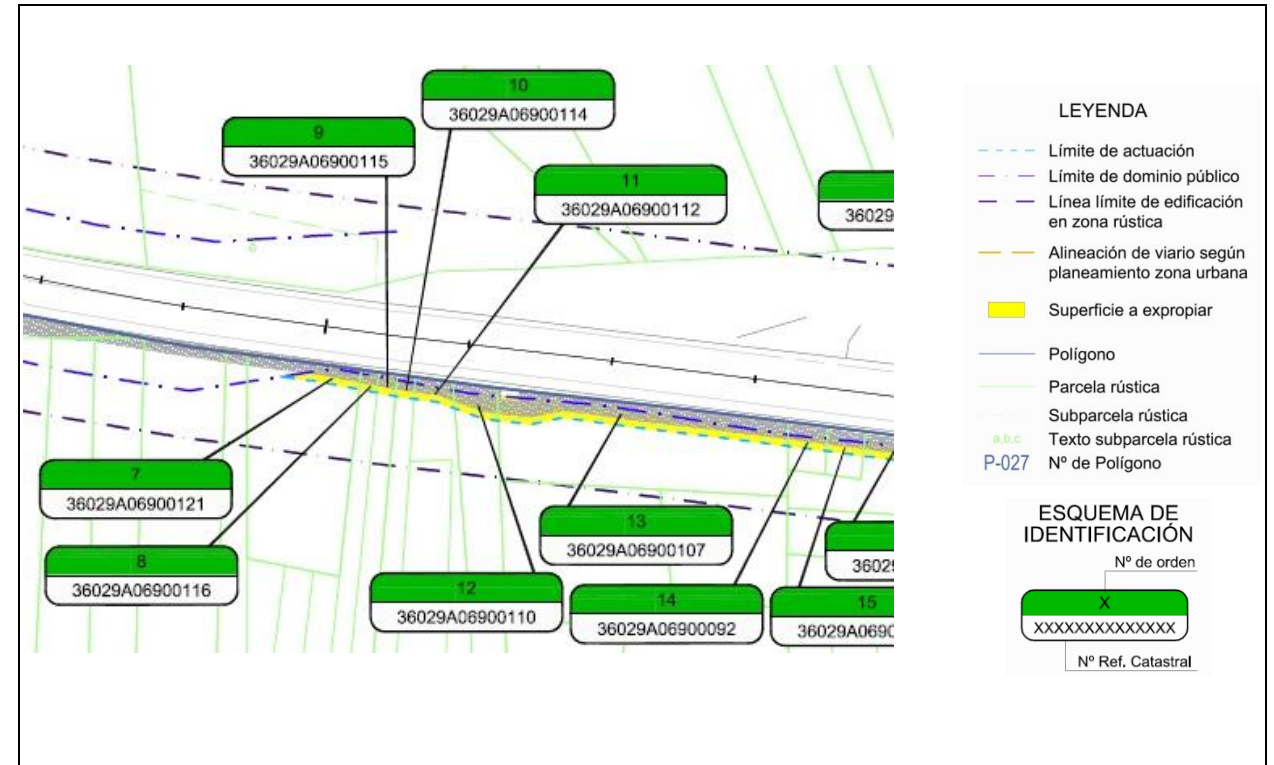 10
36029A06900114
9
36029A06900115
11
36029A06900112
36029
7
36029A06900121
8
36029A06900116
13
36029A06900107
36029
12
36029A06900110
14
36029A06900092
15
36029A0690
LEYENDA
Límite de actuación
Límite de dominio público
Línea límite de edificación
en zona rústica
Alineación de viario según
planeamiento zona urbana
Superficie a expropiar
Polígono
Parcela rústica
Subparcela rústica
a,b,c Texto subparcela rústica
P-027 Nº de Polígono
ESQUEMA DE
IDENTIFICACIÓN
Nº de orden
X
XXXXXXXXXXXXXX
Nº Ref. Catastral